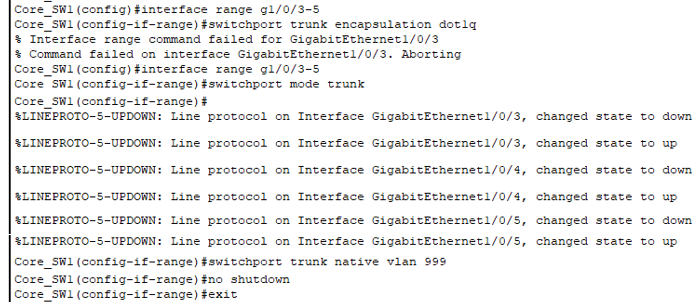 Core_SW1(config)#interface range g1/0/3-5
Core_SW1(config-if-range)#switchport trunk encapsulation dot1q
% Interface range command failed for GigabitEthernet1/0/3
% Command failed on interface GigabitEthernet1/0/3. Aborting
Core_SW1(config)#interface range g1/0/3-5
Core_SW1(config-if-range)#switchport mode trunk
Core_SW1(config-if-range)#
%LINEPROTO-5-UPDOWN: Line protocol on Interface GigabitEthernet1/0/3, changed state to down
%LINEPROTO-5-UPDOWN: Line protocol on Interface GigabitEthernet1/0/3, changed state to up
%LINEPROTO-5-UPDOWN: Line protocol on Interface GigabitEthernet1/0/4, changed state to down
%LINEPROTO-5-UPDOWN: Line protocol on Interface GigabitEthernet1/0/4, changed state to up
%LINEPROTO-5-UPDOWN: Line protocol on Interface GigabitEthernet1/0/5, changed state to down
%LINEPROTO-5-UPDOWN: Line protocol on Interface GigabitEthernet1/0/5, changed state to up
Core_SW1(config-if-range)#switchport trunk native vlan 999
Core_SW1(config-if-range)#no shutdown
Core_SW1(config-if-range)#exit